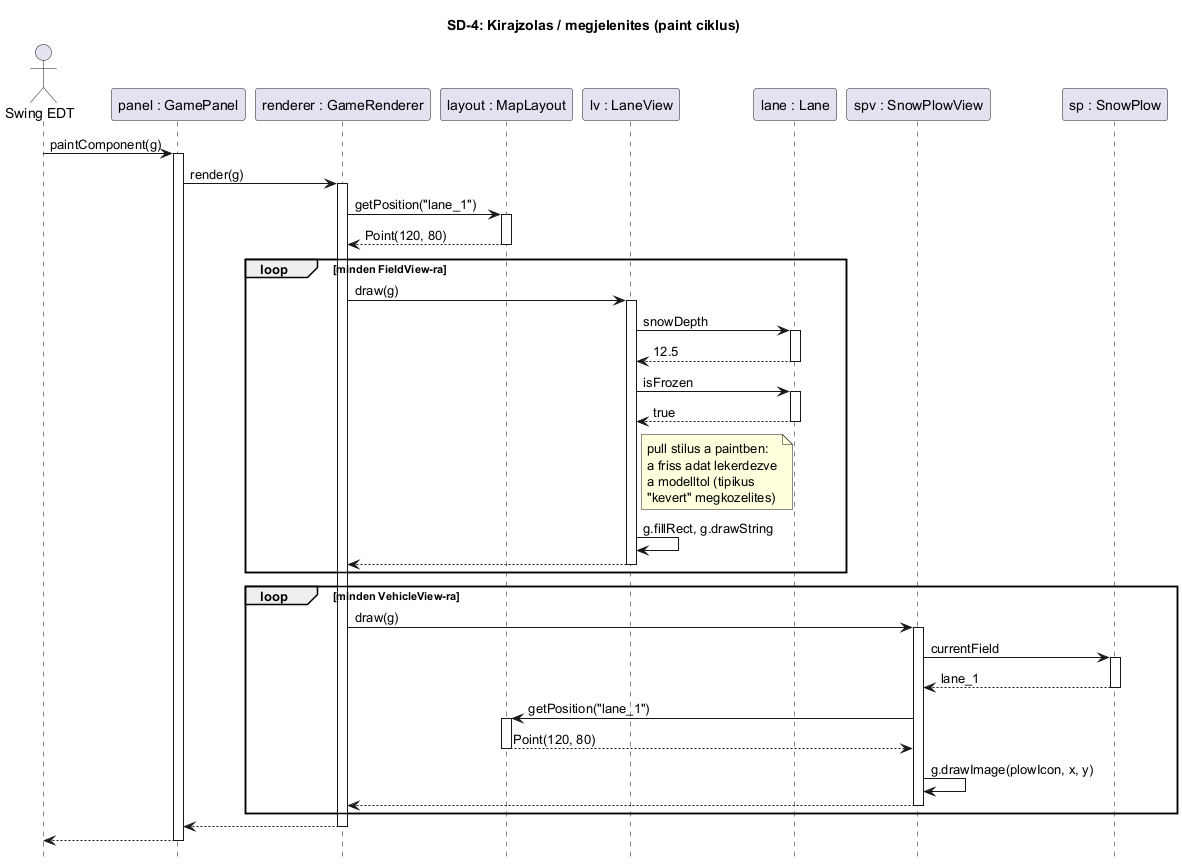 SD-4: Kirajzolas / megjelenites (paint ciklus)
Swing EDT
panel : GamePanel
renderer : GameRenderer
layout : MapLayout
lv : LaneView
lane : Lane
spv : SnowPlowView
sp : SnowPlow
paintComponent(g)
render(g)
getPosition("lane_1")
Point(120, 80)
loop
[minden FieldView-ra]
draw(g)
snowDepth
12.5
isFrozen
true
pull stilus a paintben:
a friss adat lekerdezve
a modelltol (tipikus
"kevert" megkozelites)
g.fillRect, g.drawString
loop
[minden VehicleView-ra]
draw(g)
currentField
lane_1
getPosition("lane_1")
Point(120, 80)
g.drawImage(plowIcon, x, y)